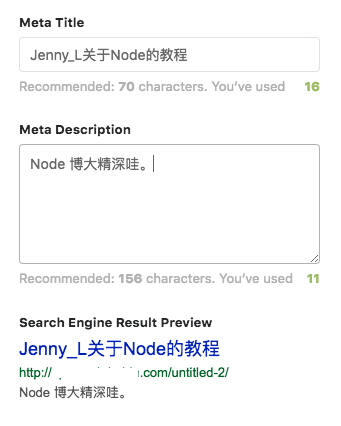 Meta Title
Jenny_L关于Node的教程
Recommended: 70 characters. You’ve used 16
Meta Description
Node 博大精深哇。
Recommended: 156 characters. You’ve used 11
Search Engine Result Preview
Jenny_L关于Node的教程
http:// .com/untitled-2/
Node 博大精深哇。